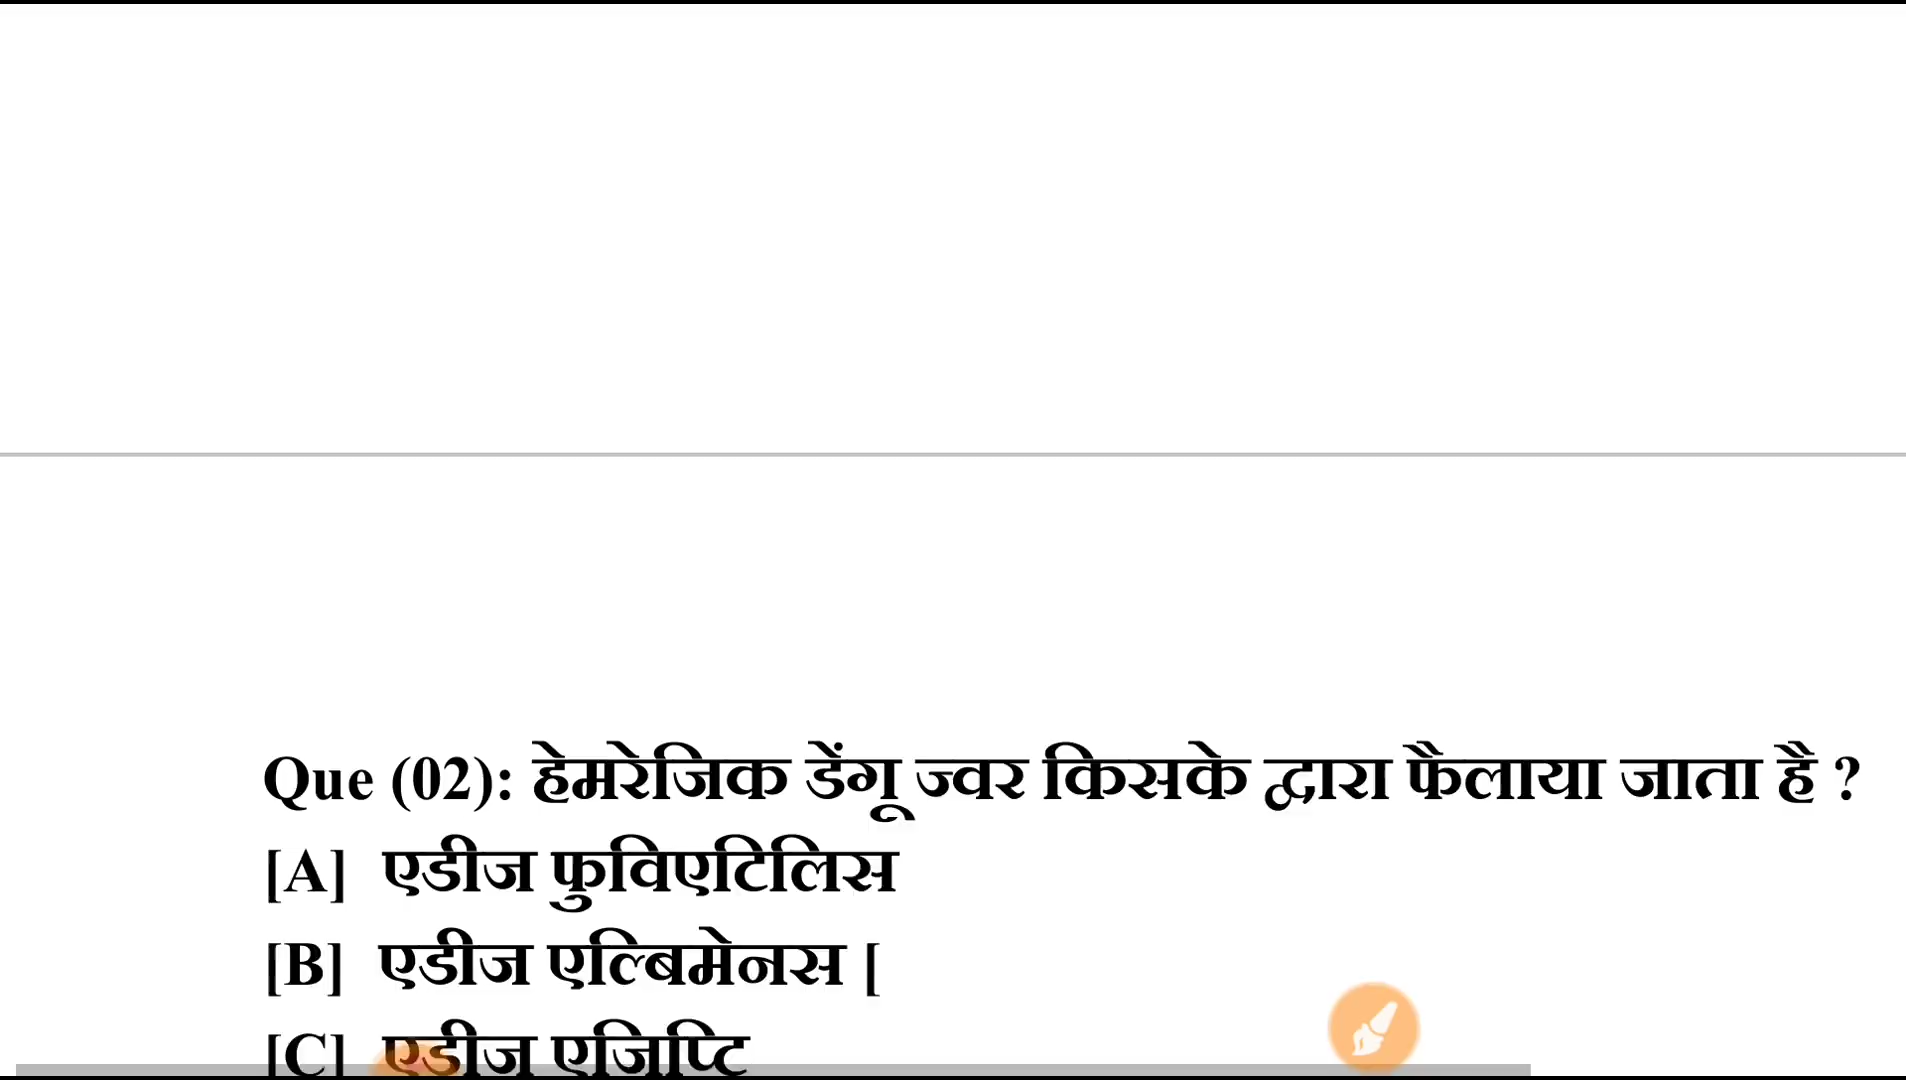 Que (02): हेमरेजिक डेंगू ज्वर किसके द्वारा फैलाया जाता है ?
[A] एडीज फुविएटिलिस
[B] एडीज एल्बिमेनस [
[C] एडीज एजिप्टि